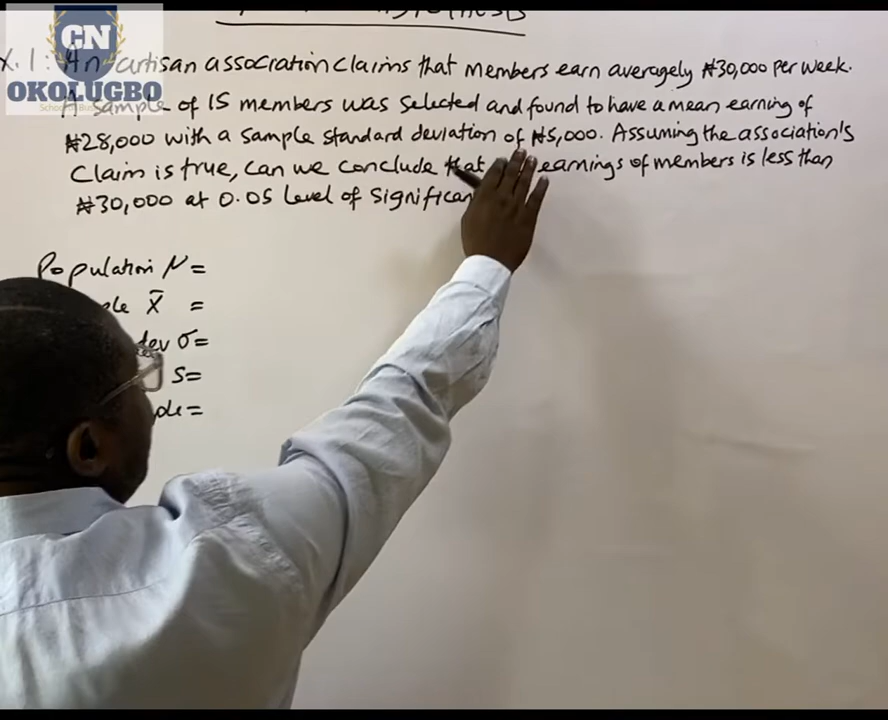 CN
OKOLUGBO
x. 1: An artisan association claims that members earn averagely ₦30,000 per week.
A sample of 15 members was selected and found to have a mean earning of
₦28,000 with a sample standard deviation of ₦5,000. Assuming the association's
claim is true, can we conclude that earnings of members is less than
₦30,000 at 0.05 level of significan
Population μ =
ple x̄ =
dev σ =
s =